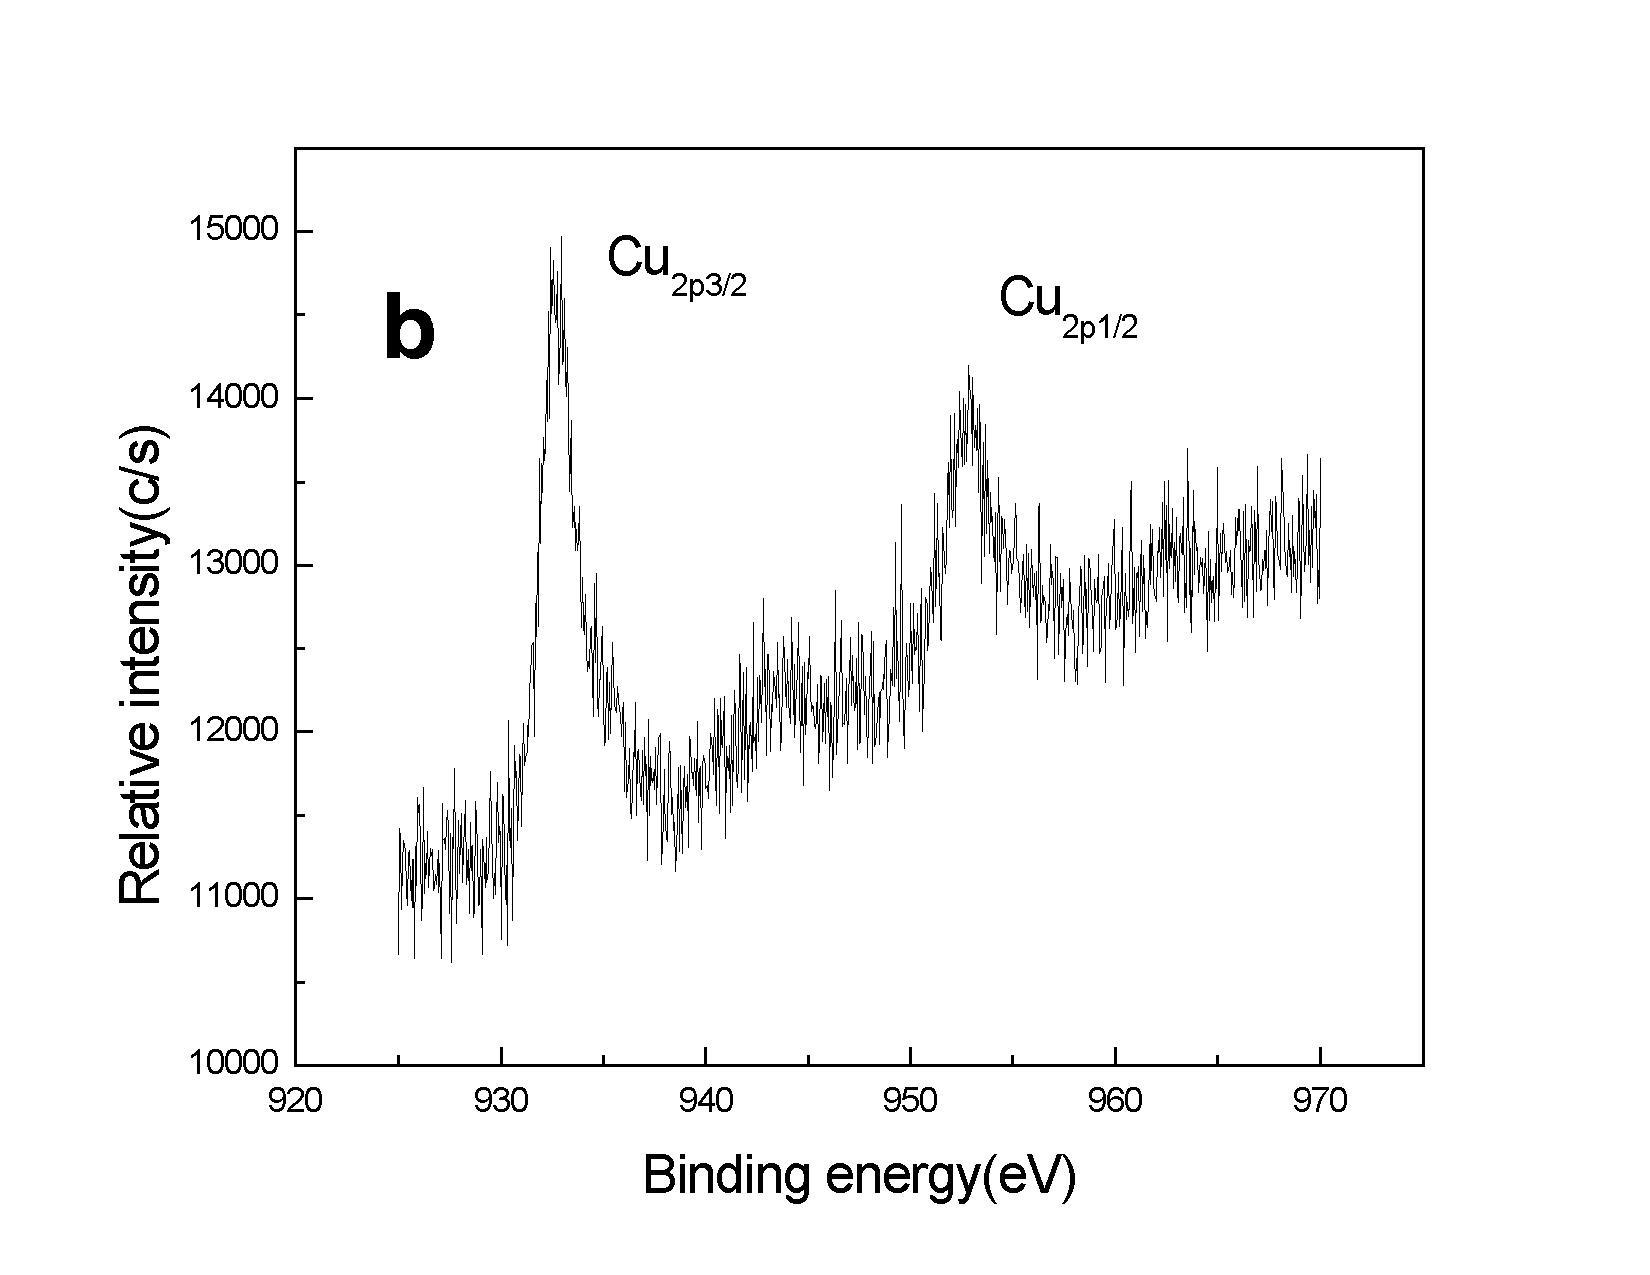 15000
14000
13000
12000
11000
10000
Relative intensity(c/s)
b
Cu2p3/2
Cu2p1/2
920 930 940 950 960 970
Binding energy(eV)